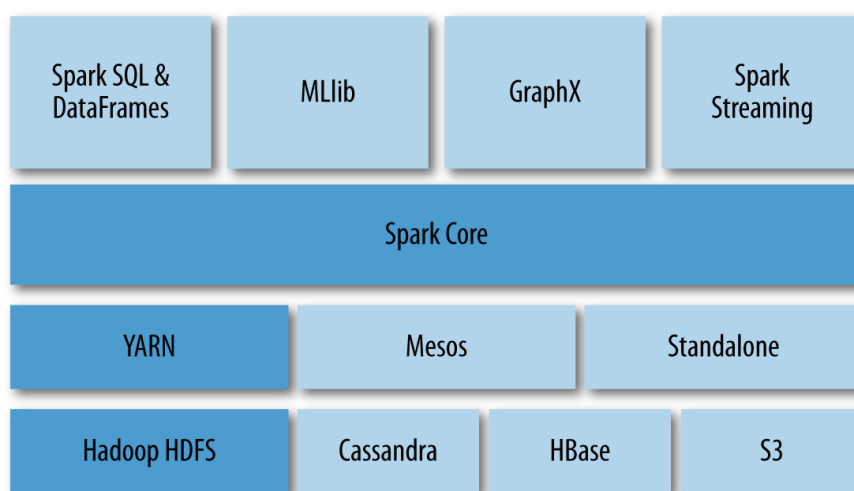 Spark SQL &
DataFrames
MLlib
GraphX
Spark
Streaming
Spark Core
YARN
Mesos
Standalone
Hadoop HDFS
Cassandra
HBase
S3